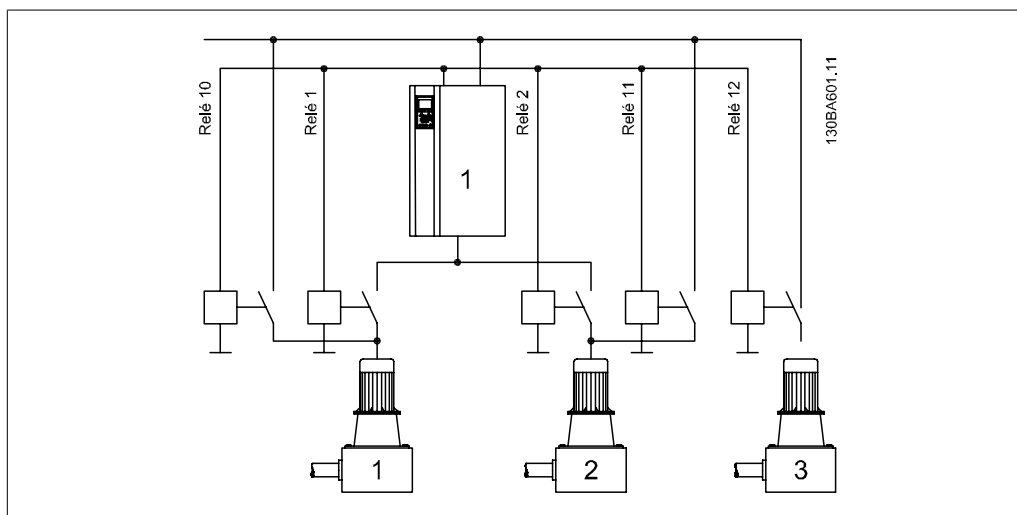 Relé 10
Relé 1
Relé 2
Relé 11
Relé 12
130BA601.11
1
1
2
3